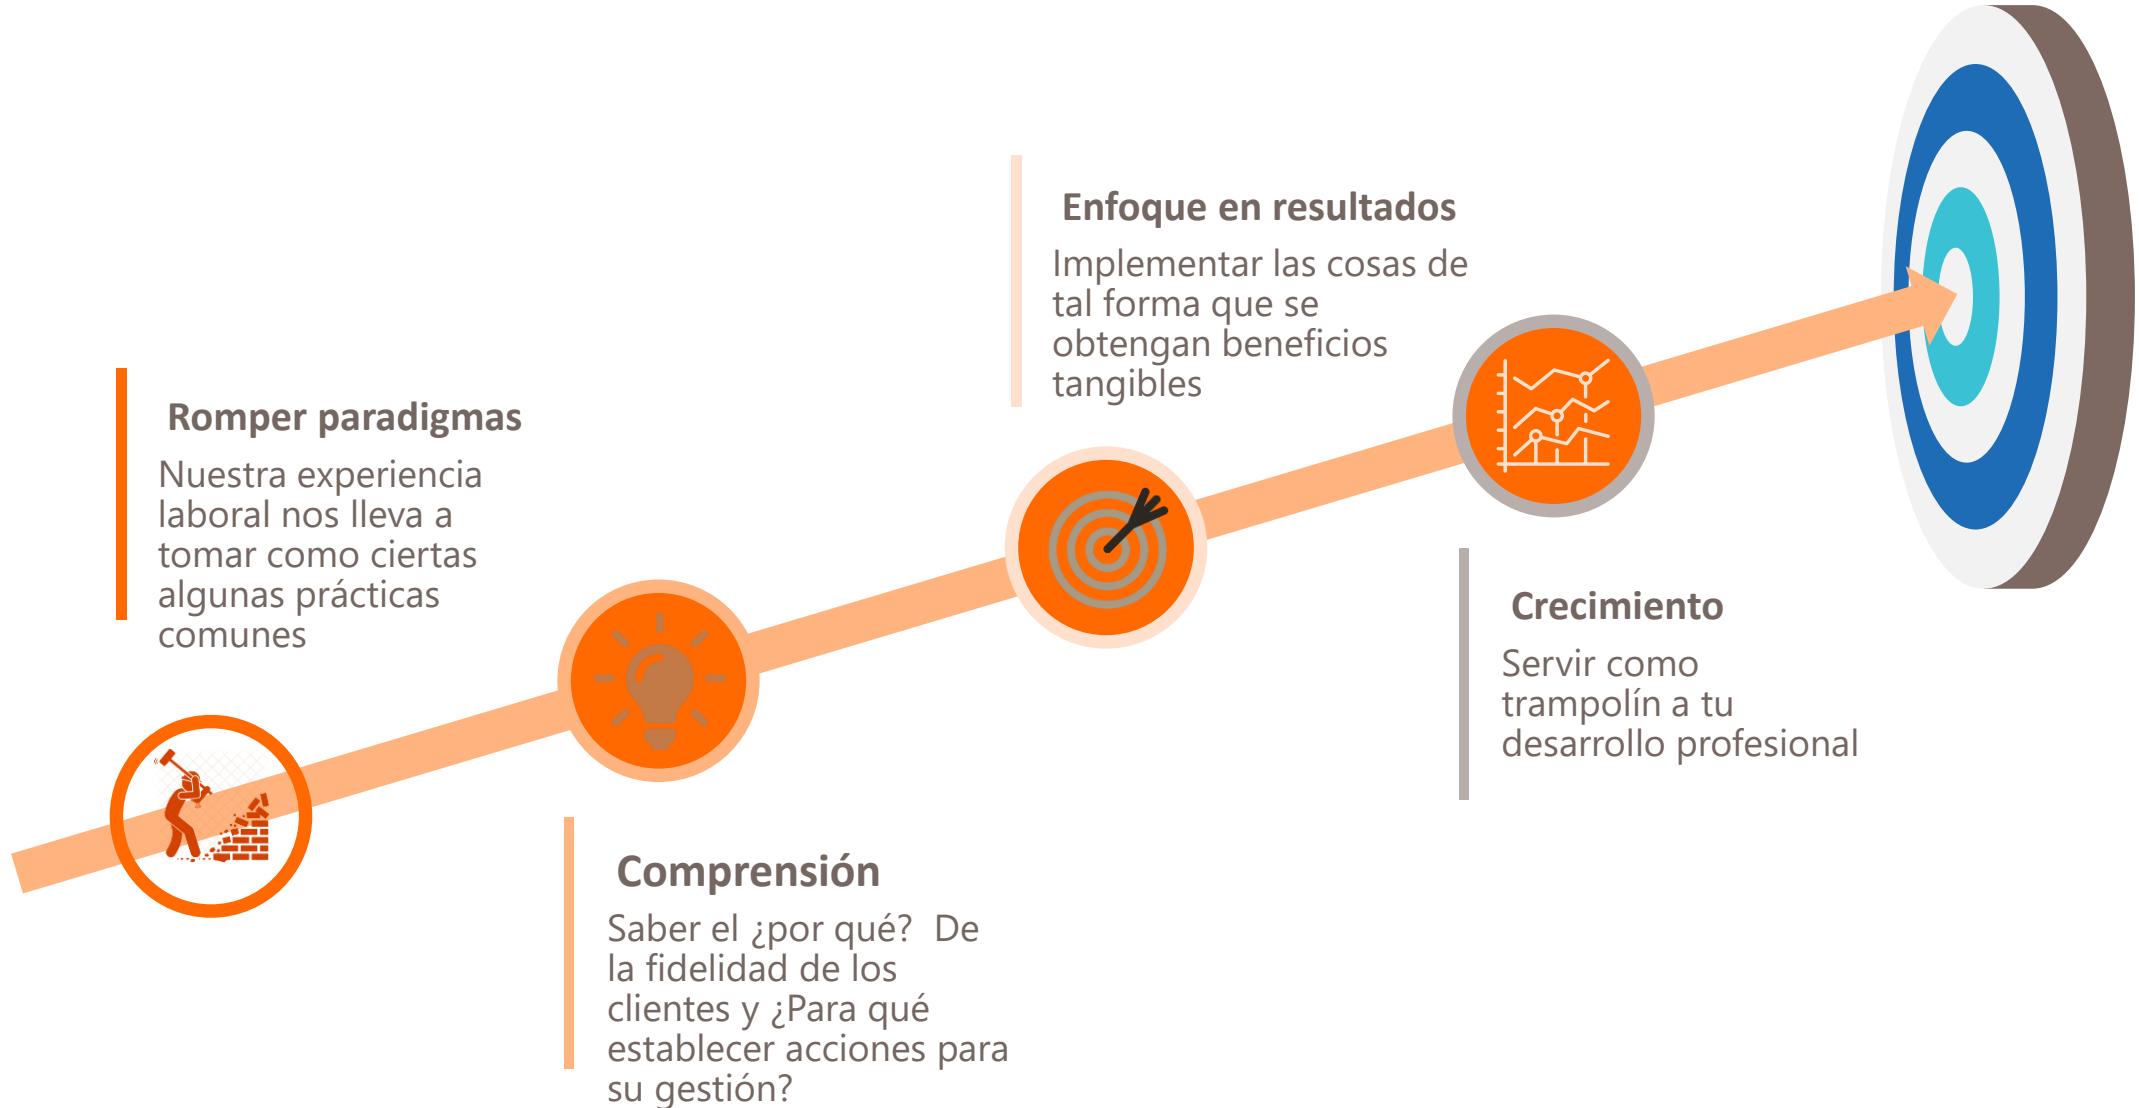 Romper paradigmas
Nuestra experiencia
laboral nos lleva a
tomar como ciertas
algunas prácticas
comunes
Comprensión
Saber el ¿por qué?  De
la fidelidad de los
clientes y ¿Para qué
establecer acciones para
su gestión?
Enfoque en resultados
Implementar las cosas de
tal forma que se
obtengan beneficios
tangibles
Crecimiento
Servir como
trampolín a tu
desarrollo profesional